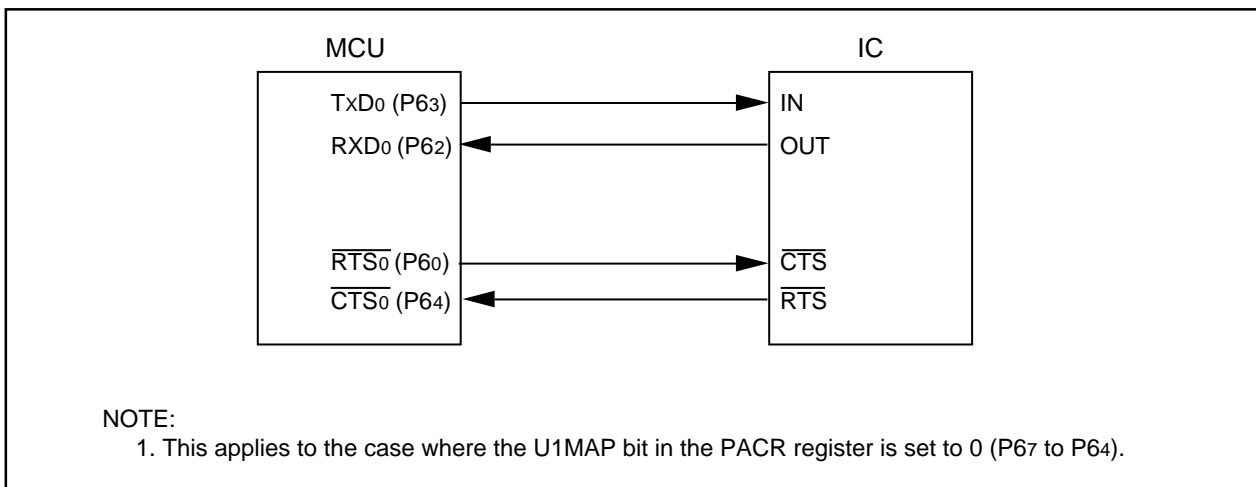 MCU
IC
TxD0 (P63)
IN
RXD0 (P62)
OUT
RTS0 (P60)
CTS
CTS0 (P64)
RTS
NOTE:
1. This applies to the case where the U1MAP bit in the PACR register is set to 0 (P67 to P64).